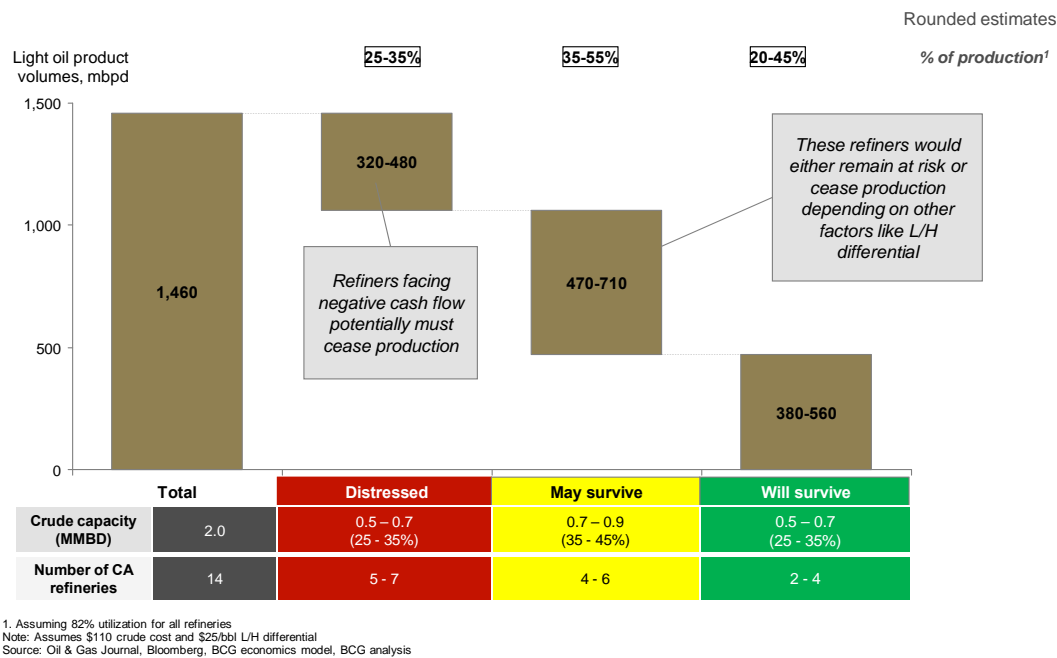 Rounded estimates
Light oil product
volumes, mbpd
25-35%
35-55%
20-45%
% of production1
1,500
1,000
500
0
1,460
320-480
470-710
380-560
Refiners facing
negative cash flow
potentially must
cease production
These refiners would
either remain at risk or
cease production
depending on other
factors like L/H
differential
Total
Distressed
May survive
Will survive
Crude capacity
(MMBD)
2.0
0.5 – 0.7
(25 - 35%)
0.7 – 0.9
(35 - 45%)
0.5 – 0.7
(25 - 35%)
Number of CA
refineries
14
5 - 7
4 - 6
2 - 4
1. Assuming 82% utilization for all refineries
Note: Assumes $110 crude cost and $25/bbl L/H differential
Source: Oil & Gas Journal, Bloomberg, BCG economics model, BCG analysis